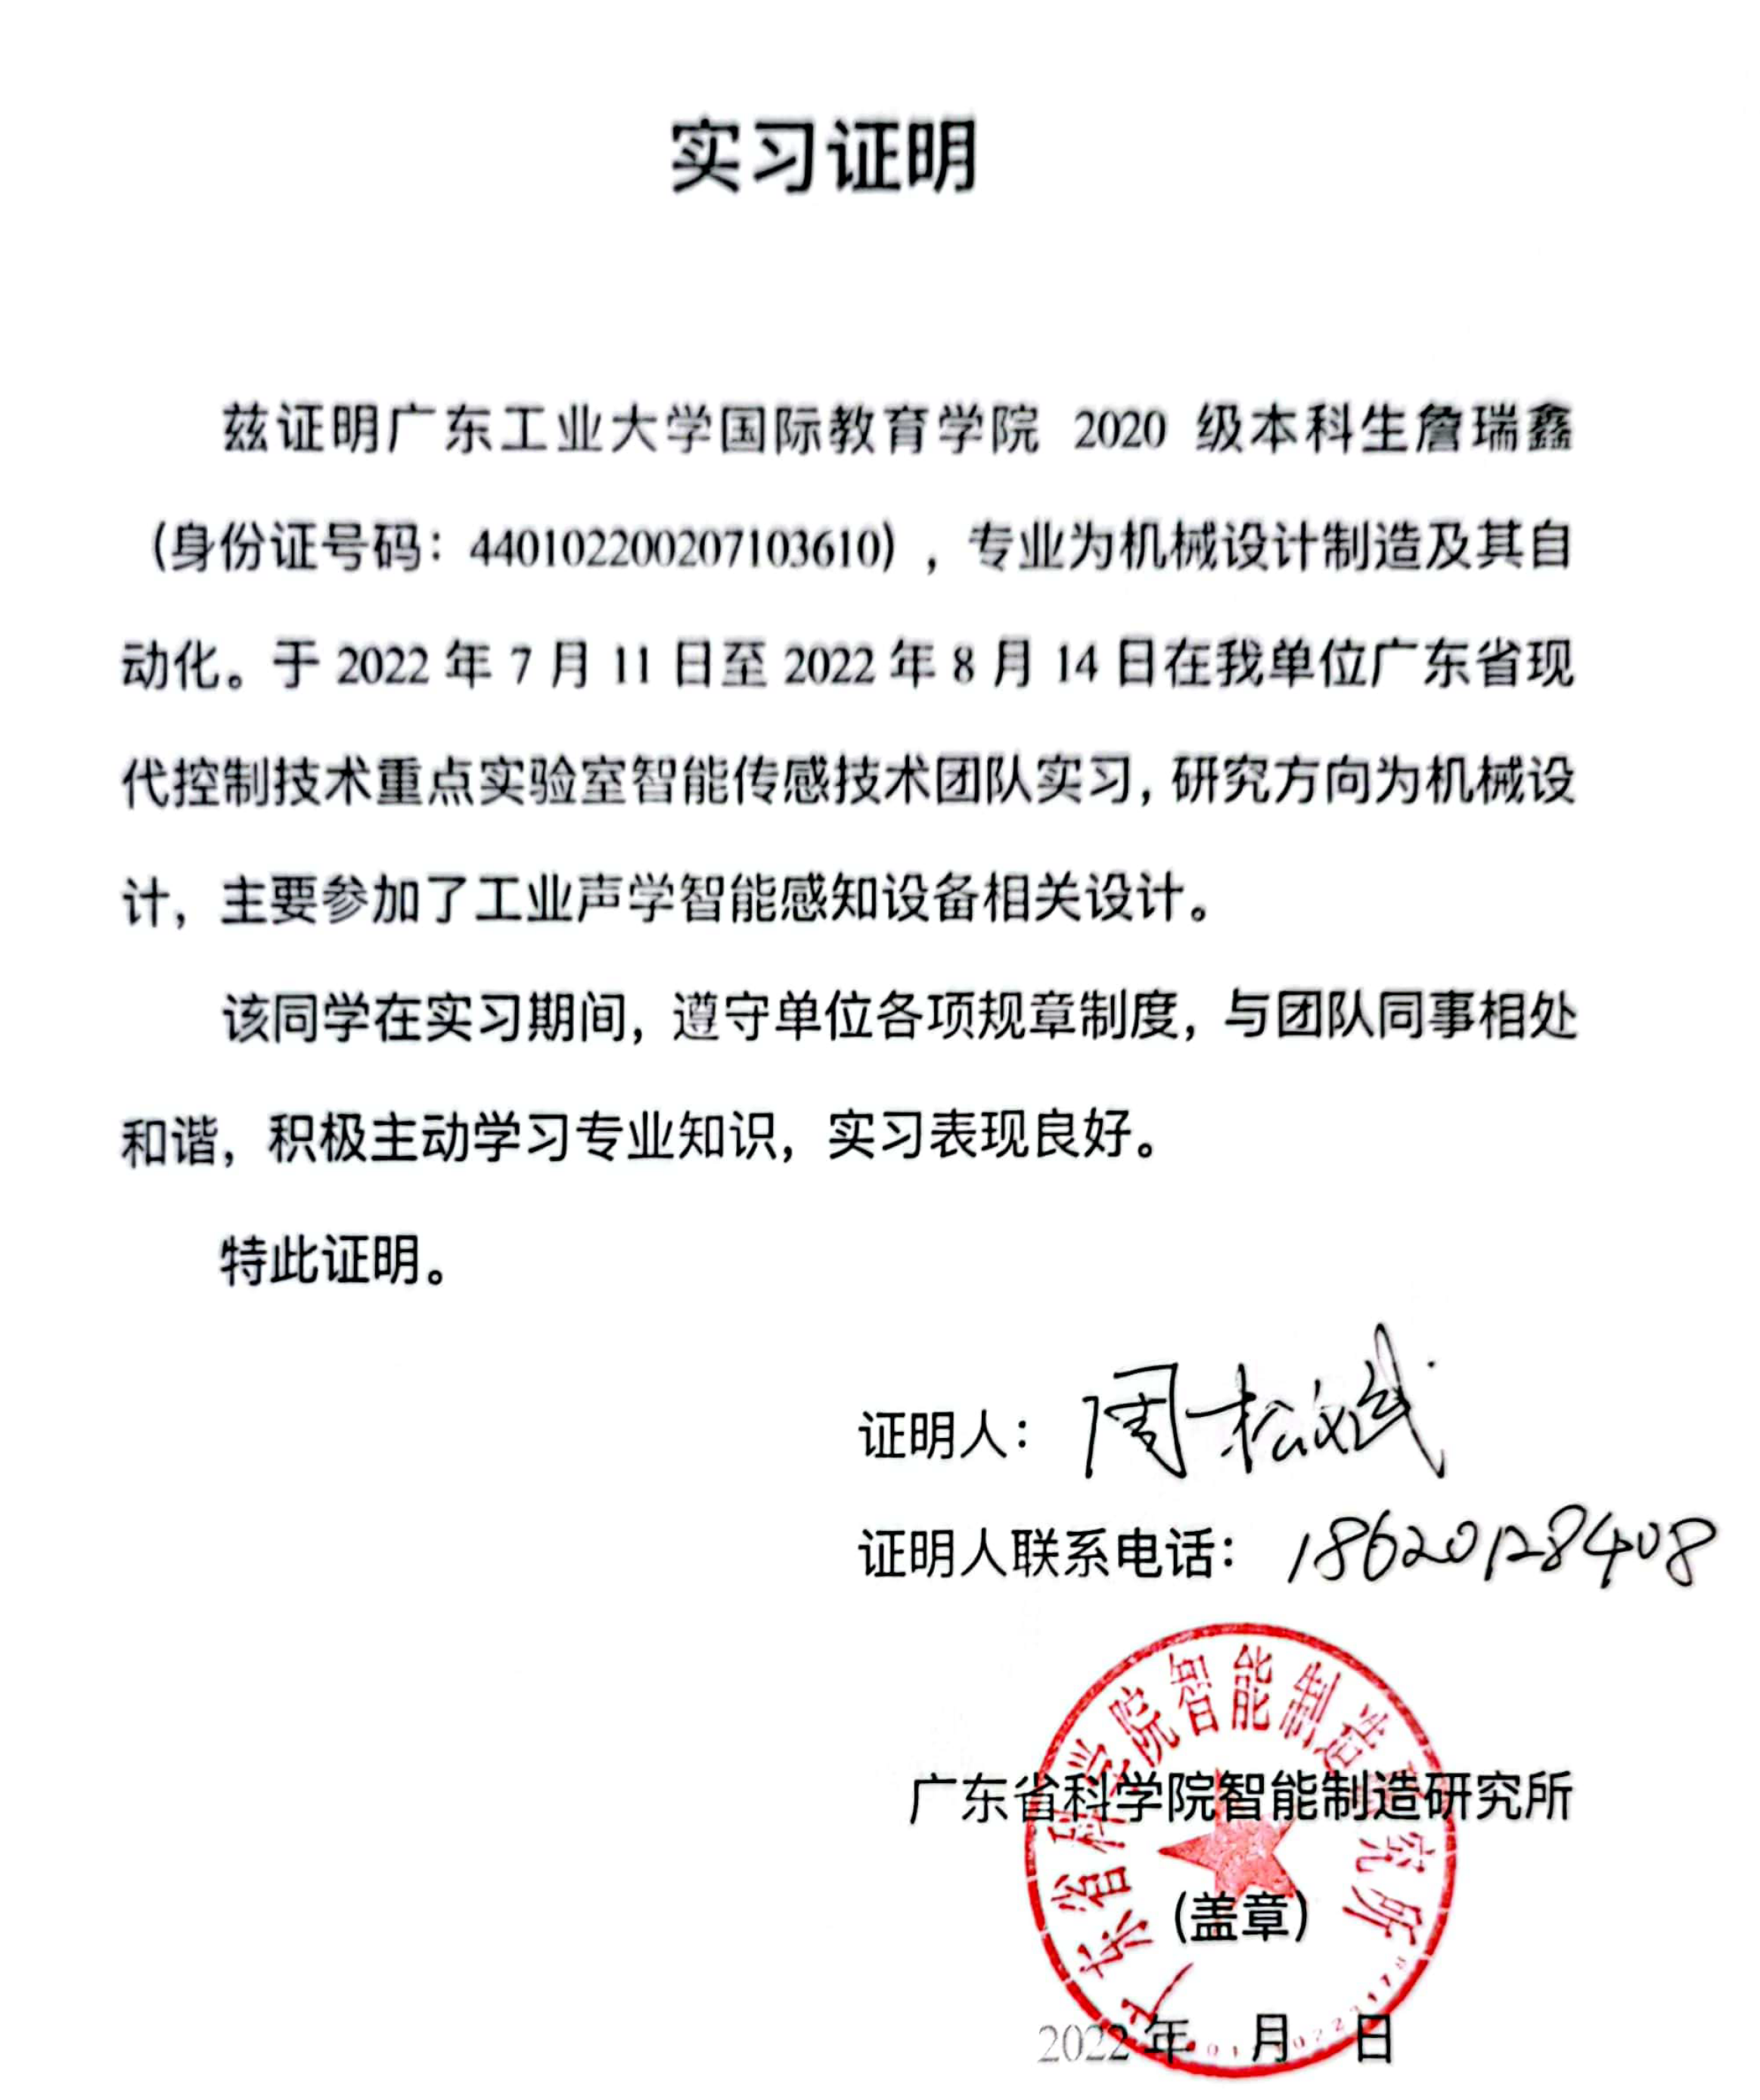 实习证明
兹证明广东工业大学国际教育学院 2020 级本科生詹瑞鑫
（身份证号码：440102200207103610），专业为机械设计制造及其自
动化。于 2022 年 7 月 11 日至 2022 年 8 月 14 日在我单位广东省现
代控制技术重点实验室智能传感技术团队实习，研究方向为机械设
计，主要参加了工业声学智能感知设备相关设计。
该同学在实习期间，遵守单位各项规章制度，与团队同事相处
和谐，积极主动学习专业知识，实习表现良好。
特此证明。
证明人：周松斌
证明人联系电话：18620128408
广东省科学院智能制造研究所
广东省科学院智能制造研究所
（盖章）
2022 年 月 日